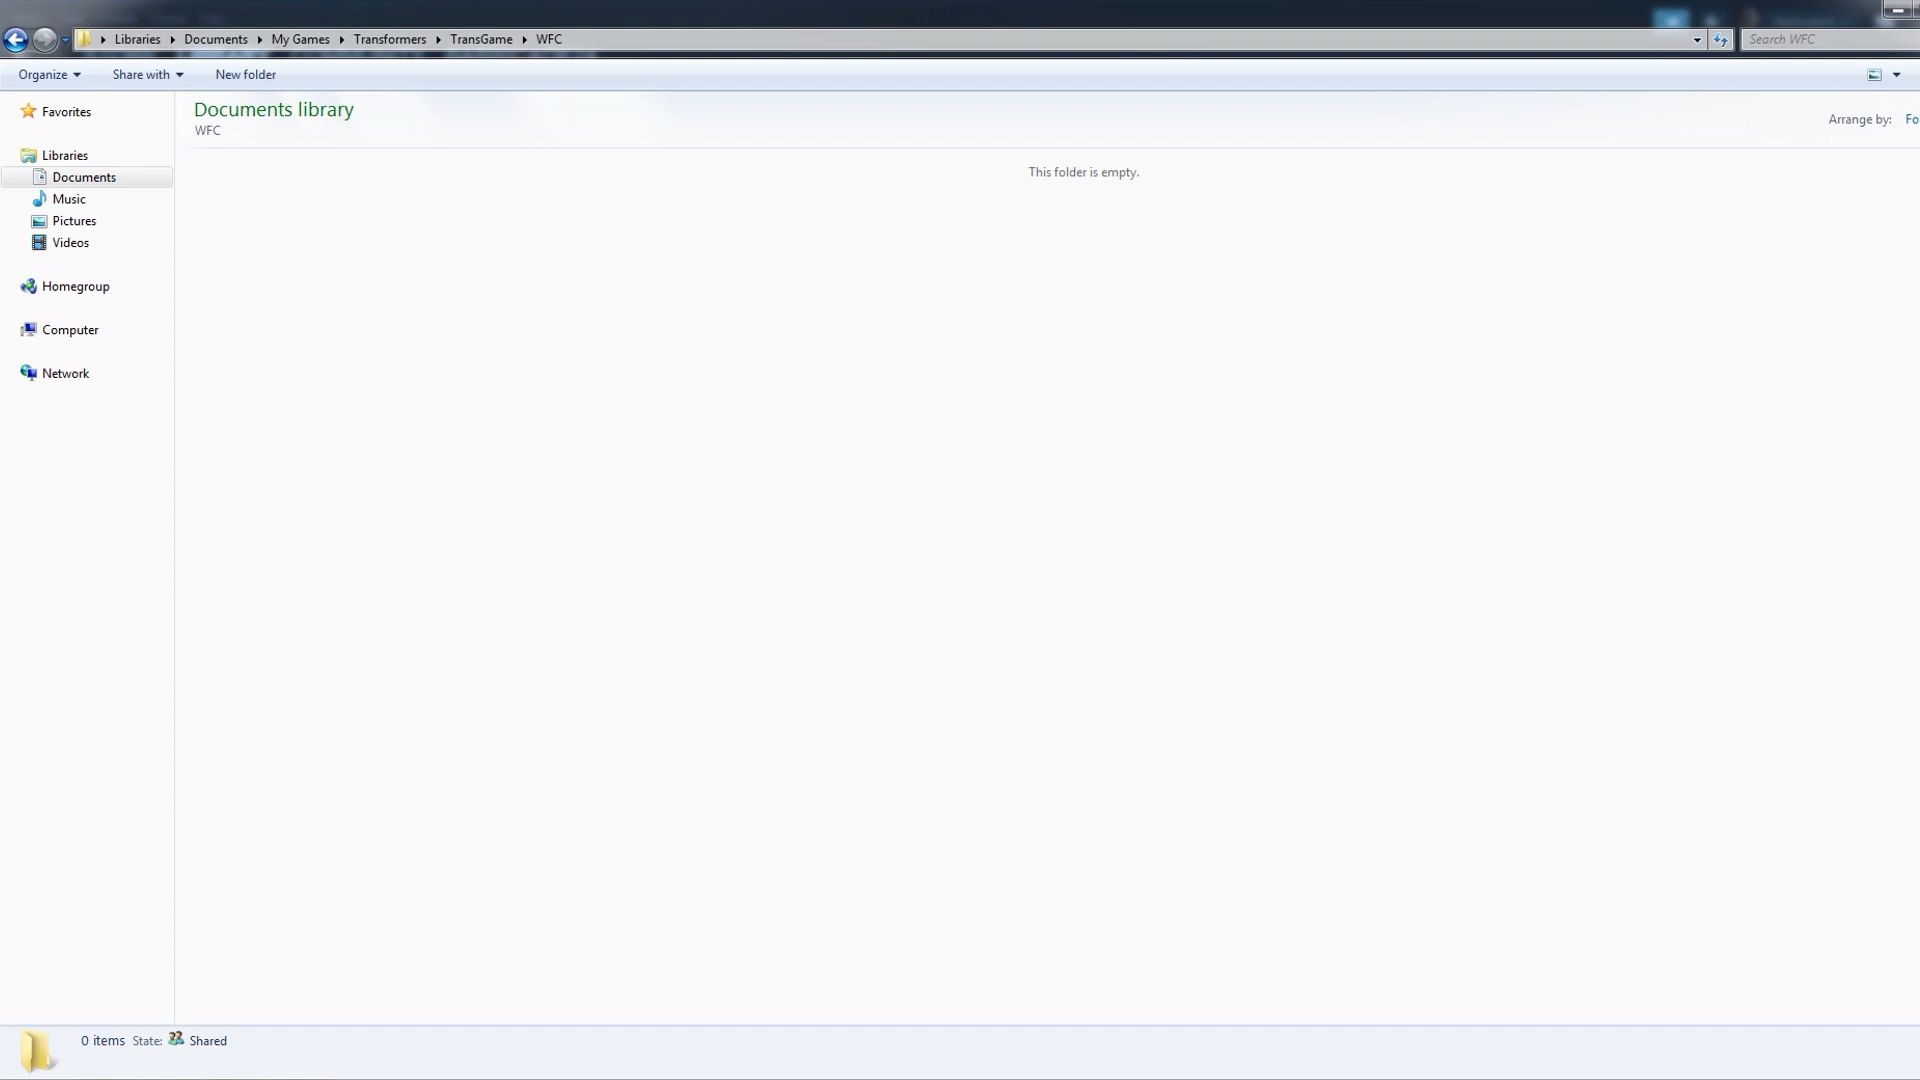 Libraries Documents My Games Transformers TransGame WFC
Search WFC
Organize Share with New folder
Favorites
Libraries
Documents
Music
Pictures
Videos
Homegroup
Computer
Network
Documents library
WFC
Arrange by: Fo
This folder is empty.
0 items State: Shared